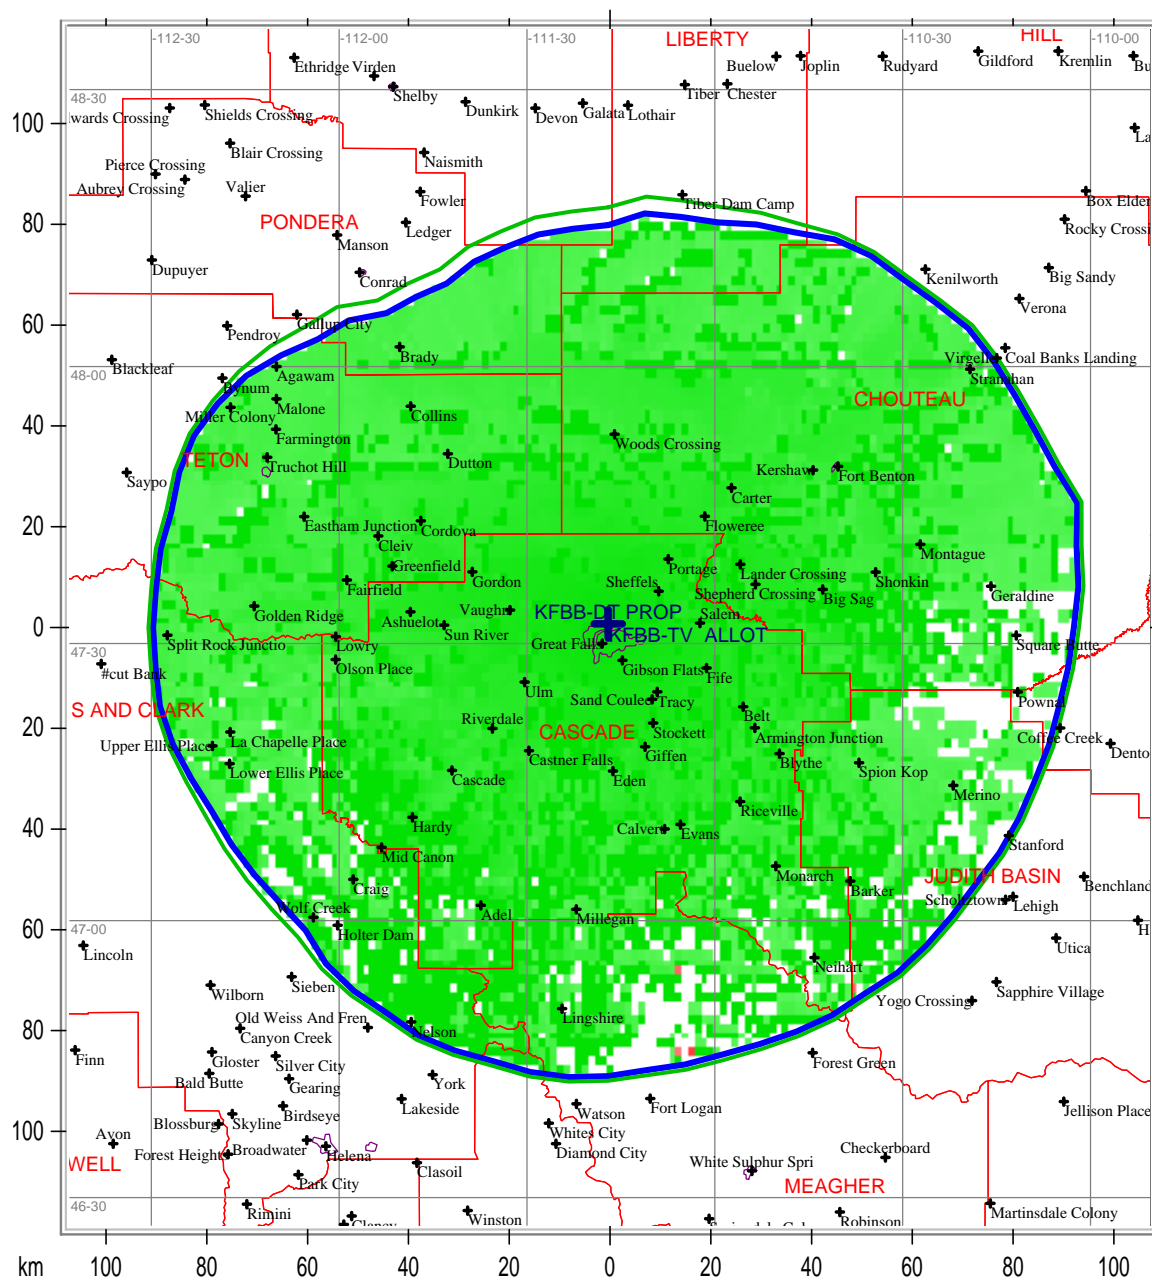 -112-30
-112-00
-111-30
LIBERTY
-110-30
HILL
-110-00
Ethridge
Virden
Buelow
Joplin
Rudyard
Gildford
Kremlin
Bu
48-30
Shelby
Tiber
Chester
wards Crossing
Shields Crossing
Dunkirk
Devon
Galata
Lothair
100
La
Blair Crossing
Pierce Crossing
Naismith
Aubrey Crossing
Valier
Fowler
Tiber Dam Camp
Box Elder
80
PONDERA
Ledger
Rocky Crossi
Manson
Dupuyer
Conrad
Kenilworth
Big Sandy
Verona
60
Pendroy
Gallup City
Brady
Virgelle
Coal Banks Landing
Blackleaf
48-00
Agawam
Stranahan
Bynum
CHOUTEAU
40
Miller Colony
Malone
Collins
Farmington
Woods Crossing
TETON
Truchot Hill
Dutton
Kershaw
Fort Benton
Saypo
Carter
20
Eastham Junction
Cordova
Floweree
Cleiv
Montague
Greenfield
Gordon
Portage
Lander Crossing
Sheffels
Shepherd Crossing
Shonkin
Fairfield
Big Sag
Geraldine
Golden Ridge
Ashuelot
Vaughn
KFBB-DT PROP
Salem
0
Sun River
KFBB-TV ALLOT
Split Rock Junctio
Lowry
Great Falls
Square Butte
47-30
#cut Bank
Olson Place
Gibson Flats
Fife
Ulm
Sand Coulee
Tracy
Pownal
S AND CLARK
Belt
20
Riverdale
CASCADE
Stockett
Armington Junction
Coffee Creek
Upper Ellis Place
La Chapelle Place
Castner Falls
Giffen
Blythe
Dento
Lower Ellis Place
Cascade
Eden
Spion Kop
Merino
40
Hardy
Calvert
Evans
Riceville
Mid Canon
Stanford
Craig
Monarch
Barker
JUDITH BASIN
Benchland
Wolf Creek
Adel
Millegan
Scholtztown
Lehigh
60
47-00
Holter Dam
H
Lincoln
Utica
Neihart
Wilborn
Sieben
Yogo Crossing
Sapphire Village
80
Old Weiss And Fren
Nelson
Lingshire
Canyon Creek
Finn
Gloster
Silver City
Forest Green
Bald Butte
Gearing
York
Birdseye
Lakeside
Watson
Fort Logan
Jellison Place
100
Blossburg
Skyline
Whites City
Avon
Forest Height
Broadwater
Helena
Diamond City
Checkerboard
WELL
Park City
Clasoil
White Sulphur Spri
MEAGHER
46-30
Rimini
Winston
Robinson
Martinsdale Colony
km
100
80
60
40
20
0
20
40
60
80
100